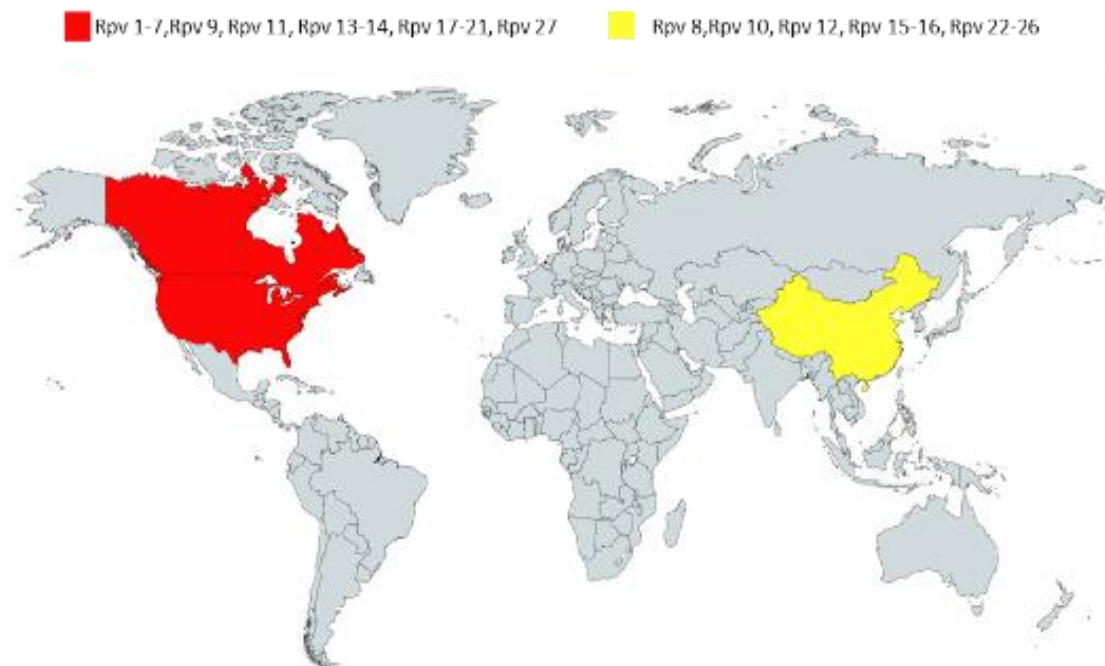 Rpv 1-7,Rpv 9, Rpv 11, Rpv 13-14, Rpv 17-21, Rpv 27
Rpv 8,Rpv 10, Rpv 12, Rpv 15-16, Rpv 22-26